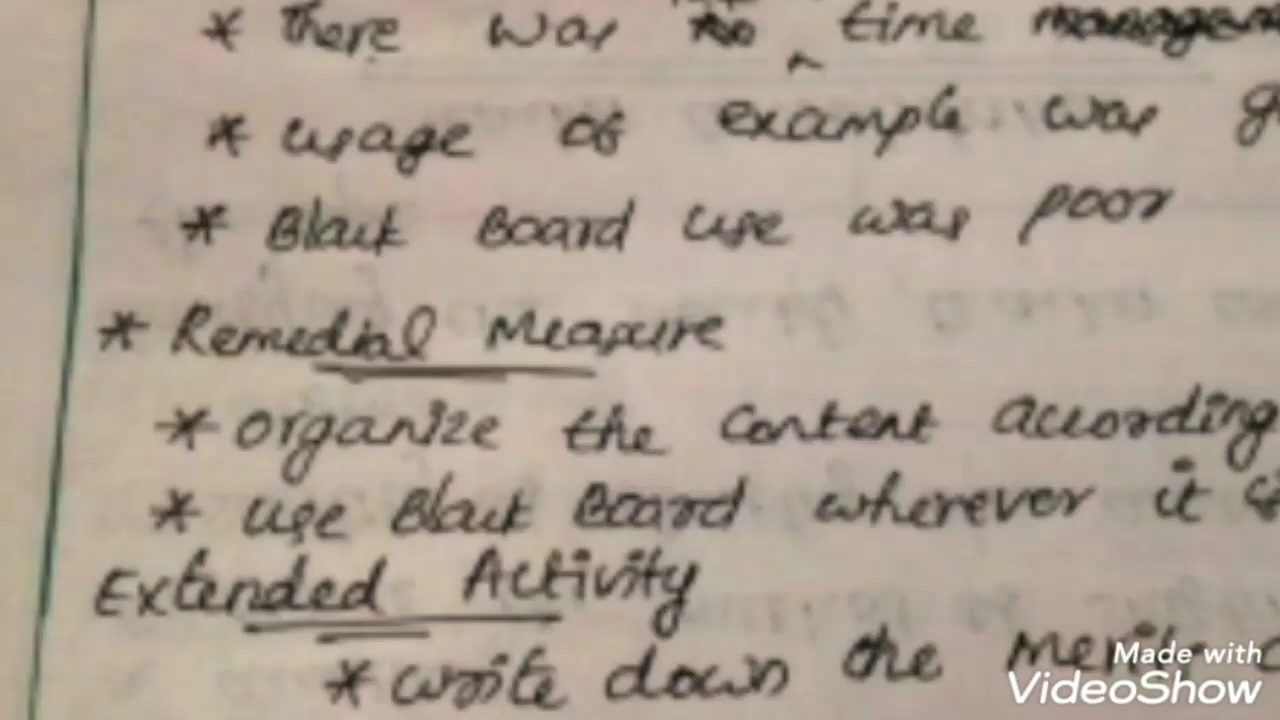 * There was time
* usage of example was
* Black Board use was poor
* Remedial Measure
* organize the content according
* use Black Board wherever it
Extended Activity
* write down the
Made with
VideoShow